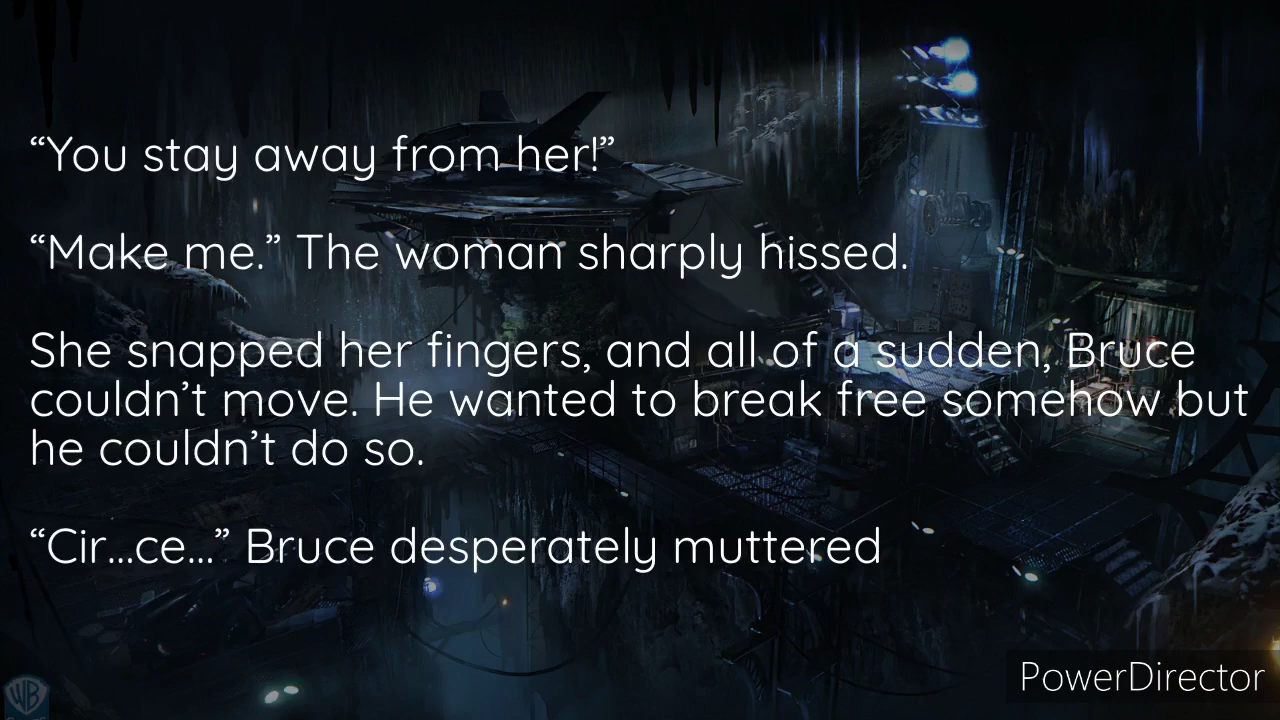 “You stay away from her!”
“Make me.” The woman sharply hissed.
She snapped her fingers, and all of a sudden, Bruce
couldn’t move. He wanted to break free somehow but
he couldn’t do so.
“Cir...ce...” Bruce desperately muttered
PowerDirector
WB